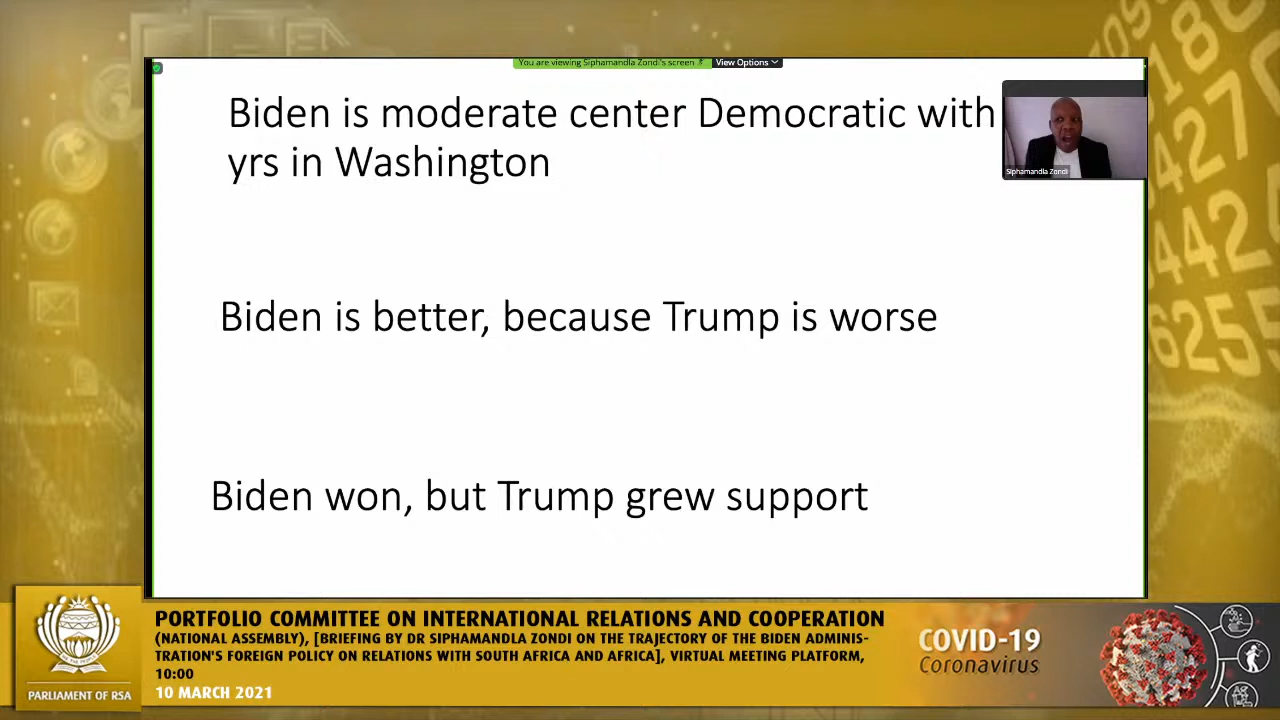 You are viewing Siphamandla Zondi's screen
View Options
Biden is moderate center Democratic with
yrs in Washington
Siphamandla Zondi
Biden is better, because Trump is worse
Biden won, but Trump grew support
PORTFOLIO COMMITTEE ON INTERNATIONAL RELATIONS AND COOPERATION
(NATIONAL ASSEMBLY), [BRIEFING BY DR SIPHAMANDLA ZONDI ON THE TRAJECTORY OF THE BIDEN ADMINIS-
TRATION'S FOREIGN POLICY ON RELATIONS WITH SOUTH AFRICA AND AFRICA], VIRTUAL MEETING PLATFORM,
10:00
10 MARCH 2021
PARLIAMENT OF RSA
COVID-19
Coronavirus